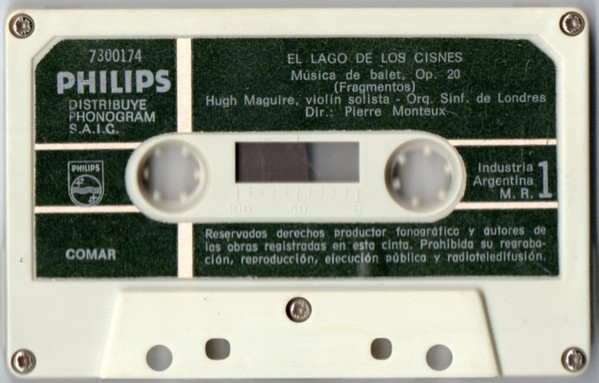 7300174
PHILIPS
DISTRIBUYE
PHONOGRAM
S.A.I.C.
EL LAGO DE LOS CISNES
Música de balet, Op. 20
(Fragmentos)
Hugh Maguire, violín solista - Orq. Sinf. de Londres
Dir.: Pierre Monteux
PHILIPS
100 50 0
Industria
Argentina
M. R.
1
COMAR
Reservados derechos productor fonográfico y autores de
las obras registradas en esta cinta. Prohibida su regraba-
ción, reproducción, ejecución pública y radioteledifusión.